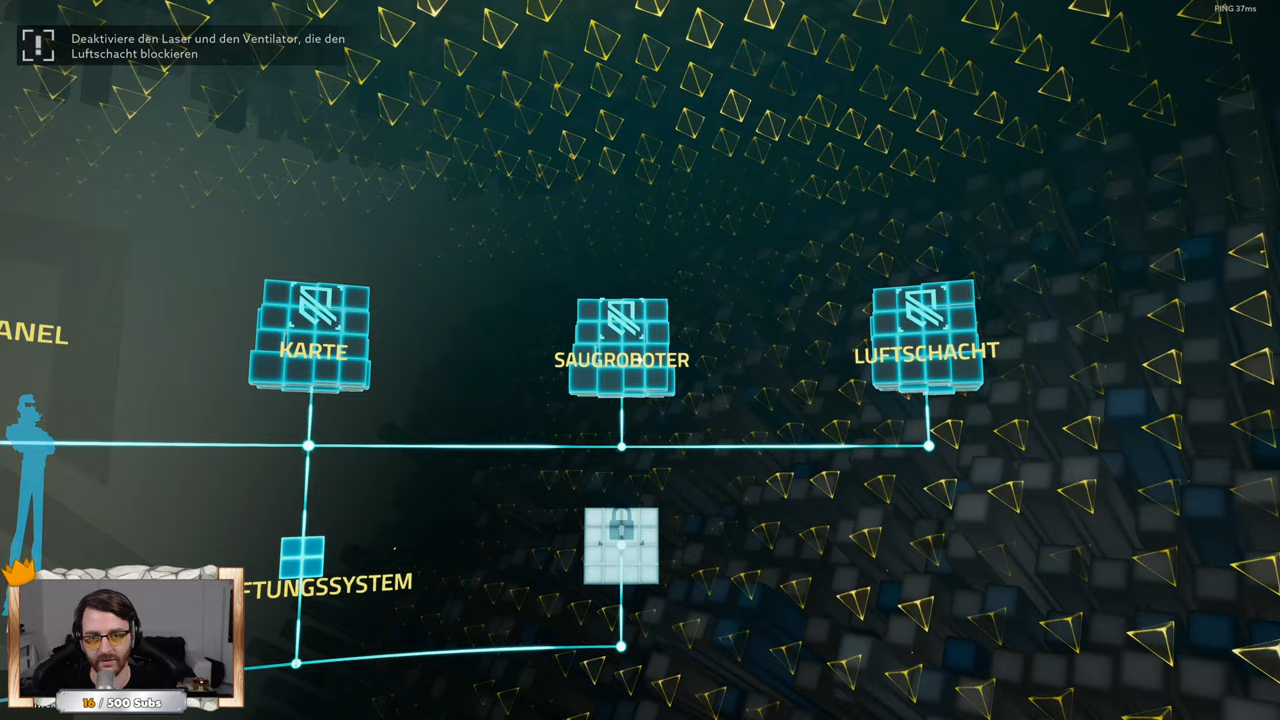 PING 37ms
Deaktiviere den Laser und den Ventilator, die den
Luftschacht blockieren
ANEL
KARTE
SAUGROBOTER
LUFTSCHACHT
FTUNGSSYSTEM
16 / 500 Subs